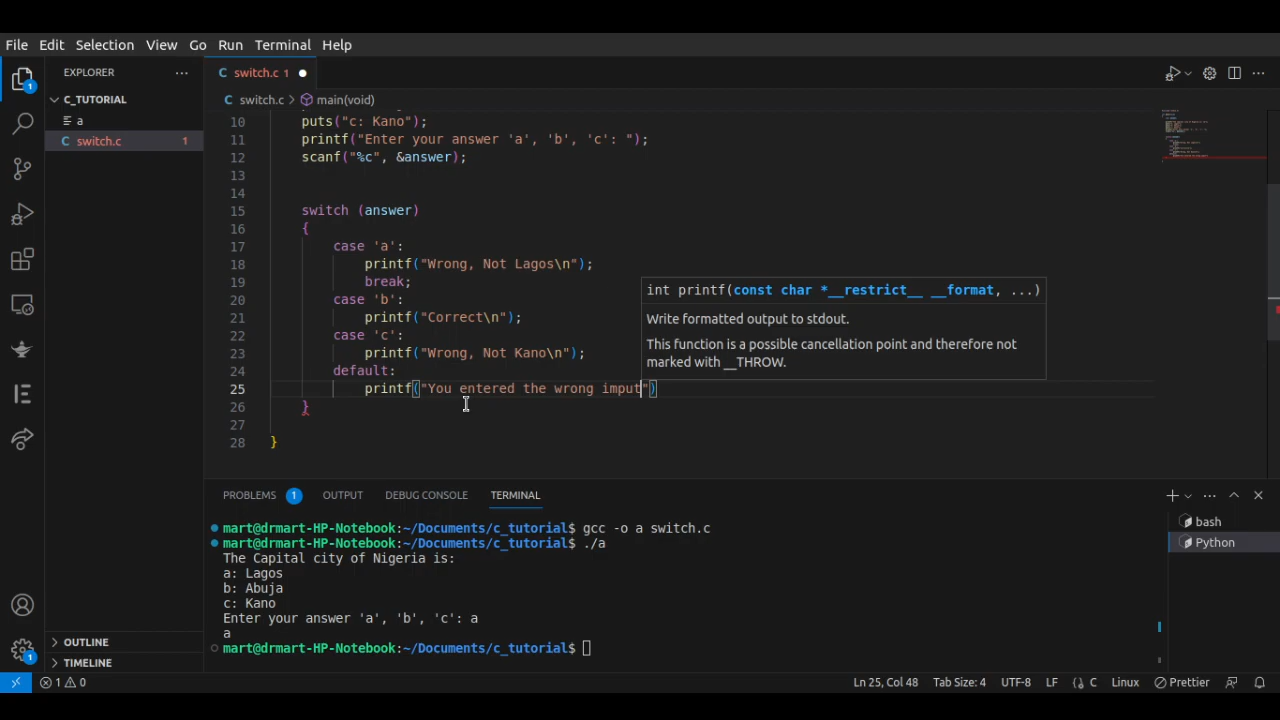 File Edit Selection View Go Run Terminal Help
EXPLORER
switch.c 1
C_TUTORIAL
a
switch.c 1
switch.c > main(void)
10 puts("c: Kano");
11 printf("Enter your answer 'a', 'b', 'c': ");
12 scanf("%c", &answer);
13
14
15 switch (answer)
16 {
17 case 'a':
18 printf("Wrong, Not Lagos\n");
19 break;
20 case 'b':
21 printf("Correct\n");
22 case 'c':
23 printf("Wrong, Not Kano\n");
24 default:
25 printf("You entered the wrong imput")
26 }
27
28 }
int printf(const char *__restrict__ __format, ...)
Write formatted output to stdout.
This function is a possible cancellation point and therefore not
marked with __THROW.
1
1
OUTLINE
TIMELINE
PROBLEMS 1 OUTPUT DEBUG CONSOLE TERMINAL
mart@drmart-HP-Notebook:~/Documents/c_tutorial$ gcc -o a switch.c
mart@drmart-HP-Notebook:~/Documents/c_tutorial$ ./a
The Capital city of Nigeria is:
a: Lagos
b: Abuja
c: Kano
Enter your answer 'a', 'b', 'c': a
a
mart@drmart-HP-Notebook:~/Documents/c_tutorial$
bash
Python
1 0 Ln 25, Col 48 Tab Size: 4 UTF-8 LF {} C Linux Prettier